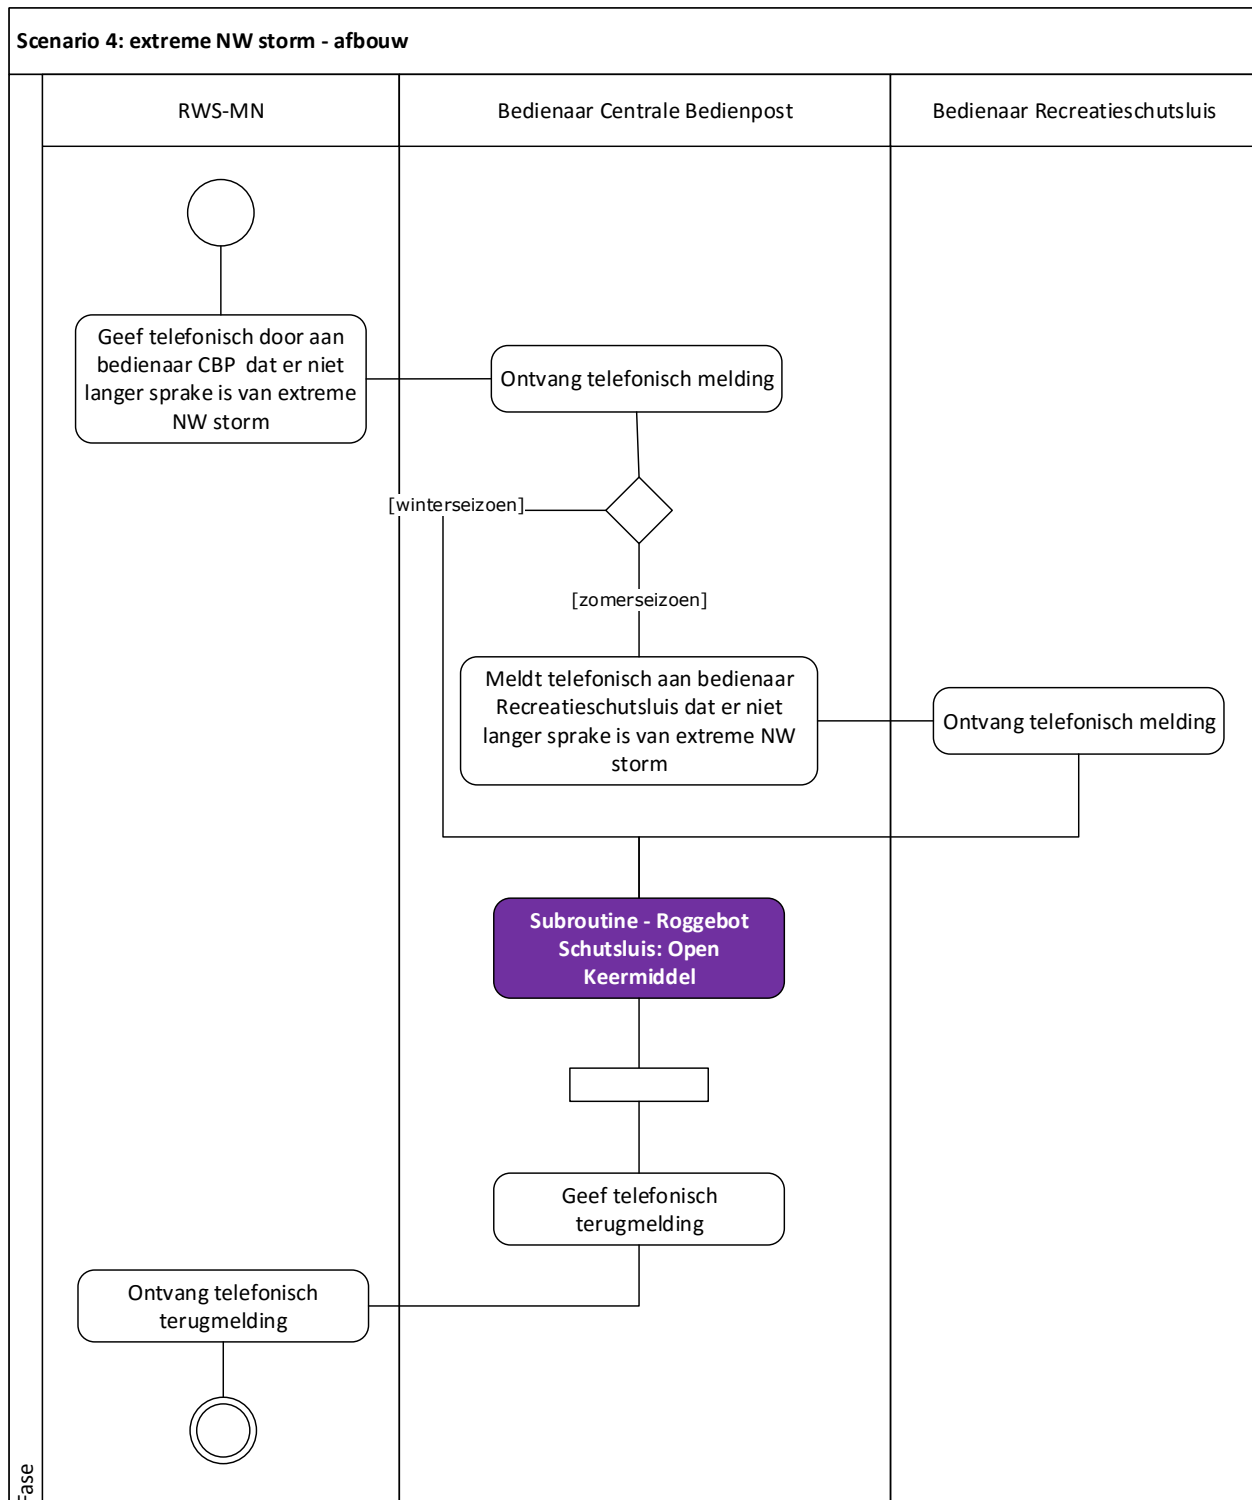 Scenario 4: extreme NW storm - afbouw
RWS-MN
Bedienaar Centrale Bedienpost
Bedienaar Recreatieschutsluis
Geef telefonisch door aan
bedienaar CBP dat er niet
langer sprake is van extreme
NW storm
Ontvang telefonisch melding
[winterseizoen]
[zomerseizoen]
Meldt telefonisch aan bedienaar
Recreatieschutsluis dat er niet
langer sprake is van extreme NW
storm
Ontvang telefonisch melding
Subroutine - Roggebot
Schutsluis: Open
Keermiddel
Geef telefonisch
terugmelding
Ontvang telefonisch
terugmelding
Fase